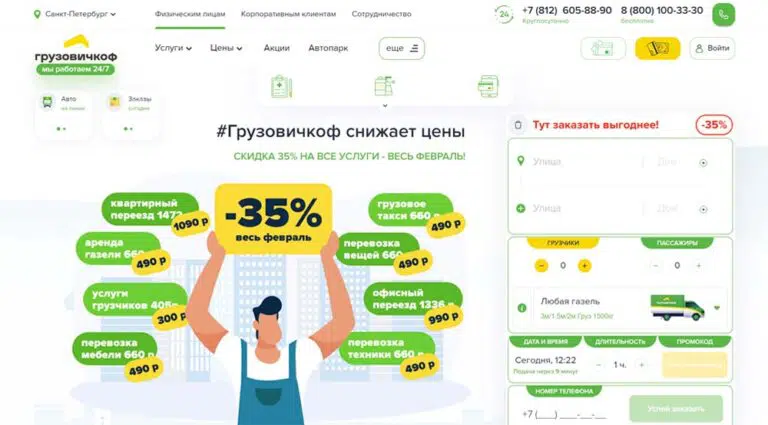 Санкт-Петербург
Физическим лицам
Корпоративным клиентам
Сотрудничество
24
+7 (812) 605-88-90
Круглосуточно
8 (800) 100-33-30
бесплатно
грузовичкоф
мы работаем 24/7
Услуги
Цены
Акции
Автопарк
еще
Войти
Авто
на линии
Заказы
сегодня
#Грузовичкоф снижает цены
СКИДКА 35% НА ВСЕ УСЛУГИ - ВЕСЬ ФЕВРАЛЬ!
-35%
весь февраль
квартирный
переезд 1472
1090 р
аренда
газели 660
490 р
услуги
грузчиков 405
300 р
перевозка
мебели 660
490 р
грузовое
такси 660
490 р
перевозка
вещей 660
490 р
офисный
переезд 1336
990 р
перевозка
техники 660
490 р
Тут заказать выгоднее!
-35%
Улица
Дом
Улица
Дом
ГРУЗЧИКИ
ПАССАЖИРЫ
- 0 +
- 0 +
Любая газель
3м/1.5м/2м Груз 1500кг
ДАТА И ВРЕМЯ
ДЛИТЕЛЬНОСТЬ
ПРОМОКОД
Сегодня, 12:22
Подача через 9 минут
- 1 ч. +
НОМЕР ТЕЛЕФОНА
+7 (___) ___-__-__
Успей заказать